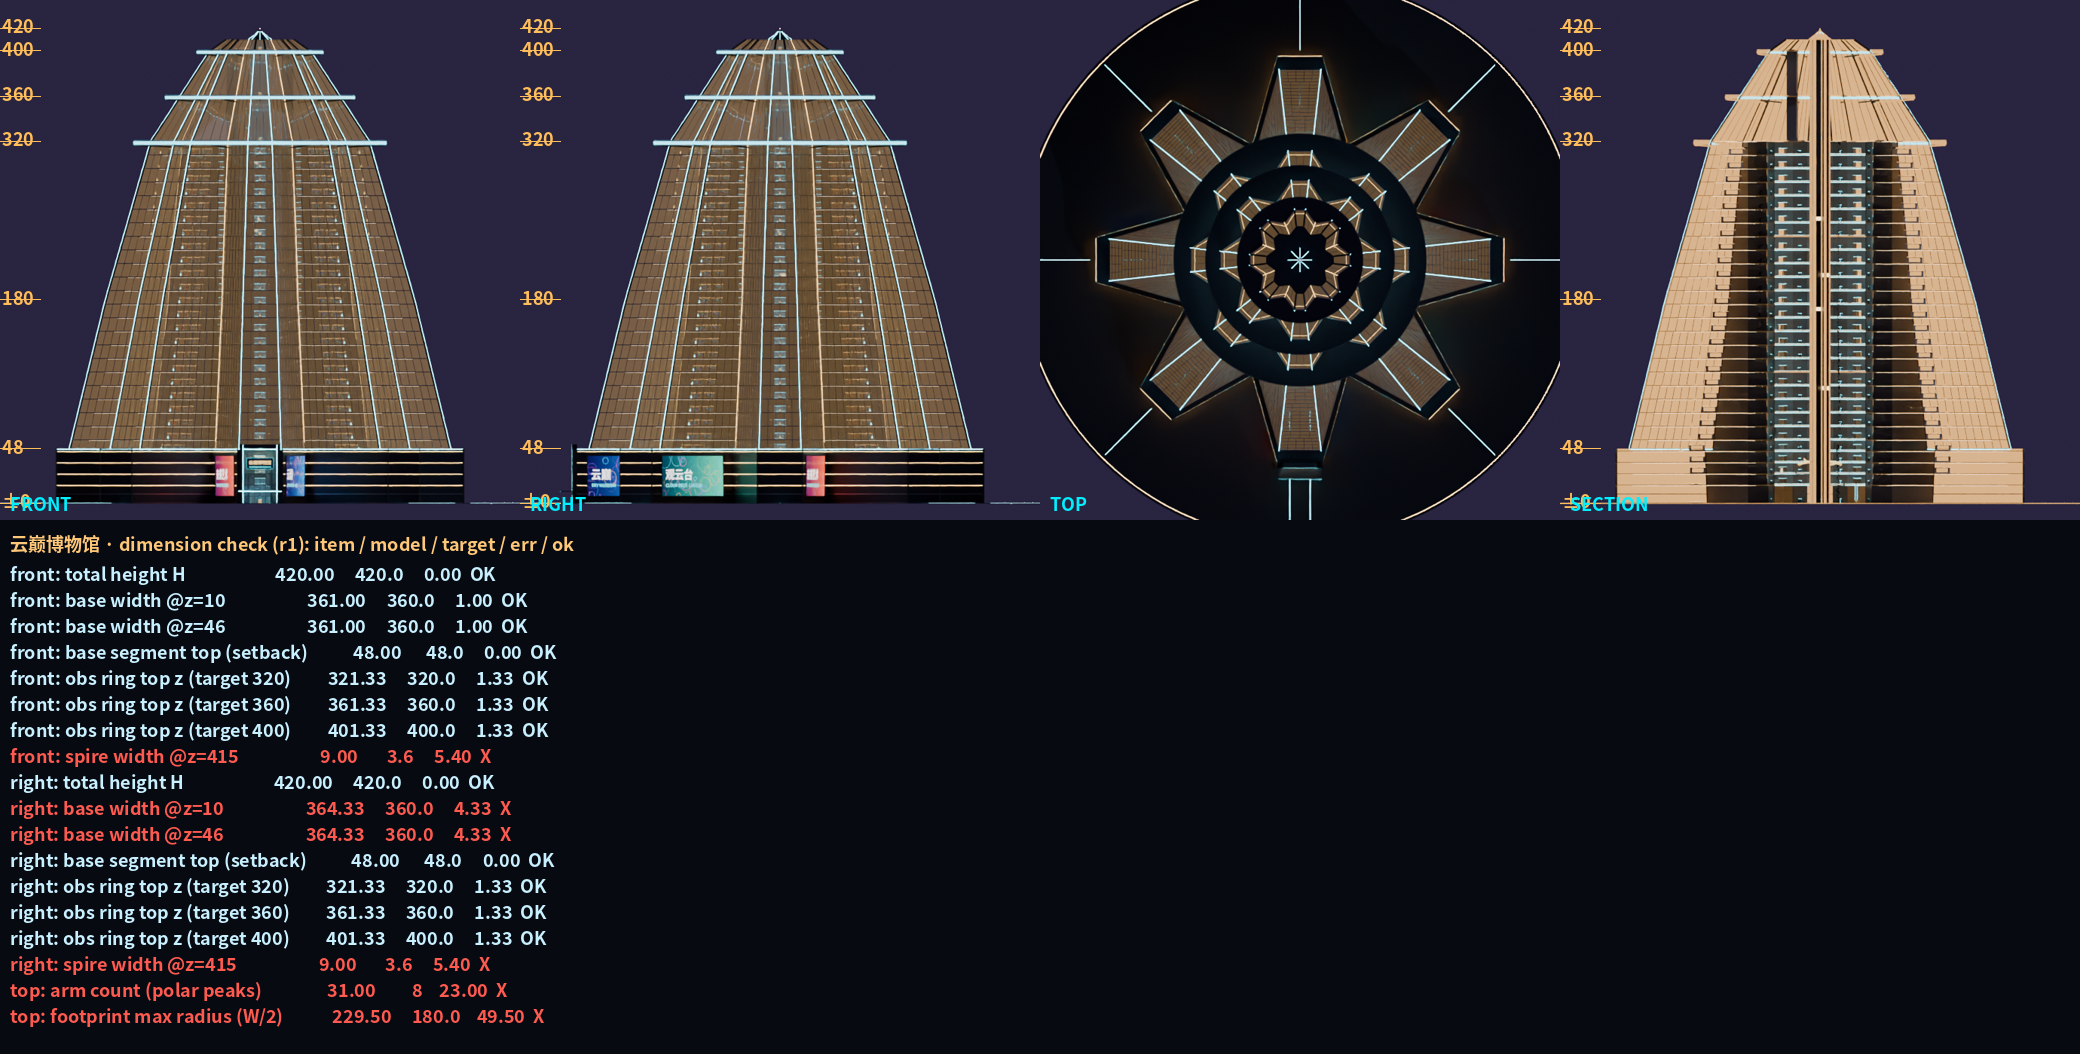 420
400
360
320
180
48
±0
FRONT
420
400
360
320
180
48
±0
云巅
观云台
RIGHT
TOP
420
400
360
320
180
48
±0
SECTION
云巅博物馆 · dimension check (r1): item / model / target / err / ok
front: total height H 420.00 420.0 0.00 OK
front: base width @z=10 361.00 360.0 1.00 OK
front: base width @z=46 361.00 360.0 1.00 OK
front: base segment top (setback) 48.00 48.0 0.00 OK
front: obs ring top z (target 320) 321.33 320.0 1.33 OK
front: obs ring top z (target 360) 361.33 360.0 1.33 OK
front: obs ring top z (target 400) 401.33 400.0 1.33 OK
front: spire width @z=415 9.00 3.6 5.40 X
right: total height H 420.00 420.0 0.00 OK
right: base width @z=10 364.33 360.0 4.33 X
right: base width @z=46 364.33 360.0 4.33 X
right: base segment top (setback) 48.00 48.0 0.00 OK
right: obs ring top z (target 320) 321.33 320.0 1.33 OK
right: obs ring top z (target 360) 361.33 360.0 1.33 OK
right: obs ring top z (target 400) 401.33 400.0 1.33 OK
right: spire width @z=415 9.00 3.6 5.40 X
top: arm count (polar peaks) 31.00 8 23.00 X
top: footprint max radius (W/2) 229.50 180.0 49.50 X